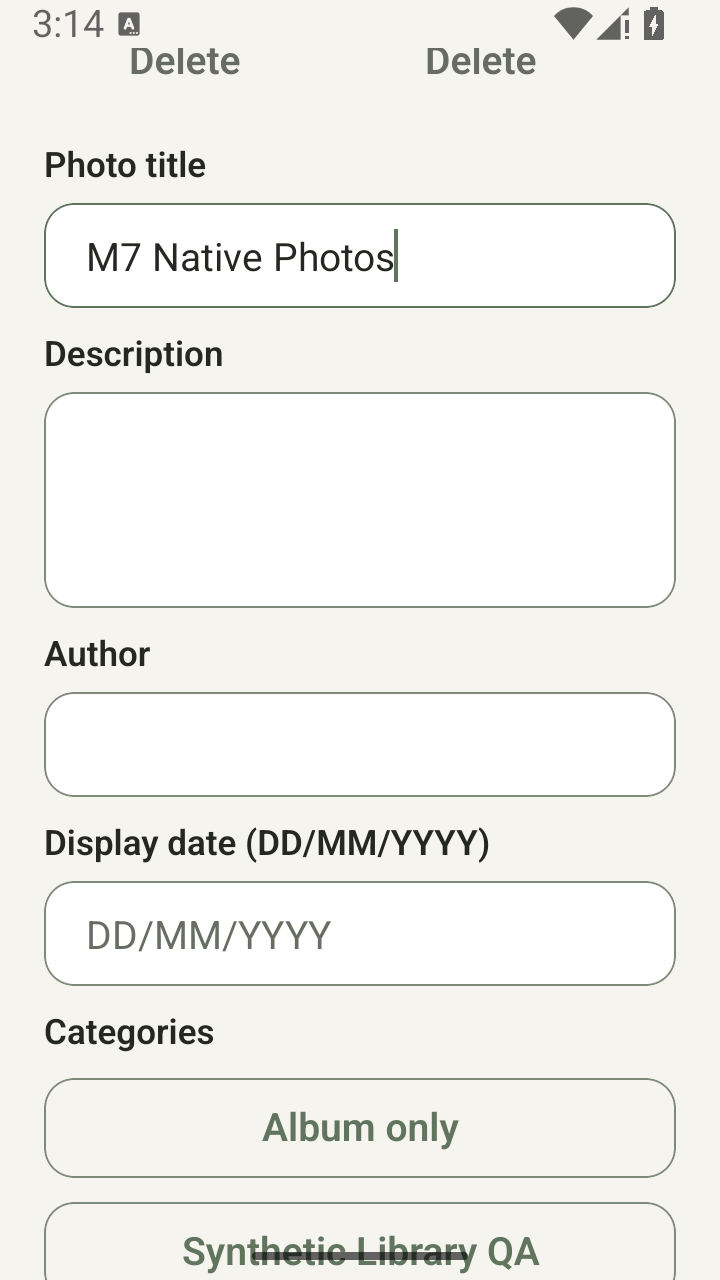 3:14
Delete Delete
Photo title
M7 Native Photos
Description
Author
Display date (DD/MM/YYYY)
DD/MM/YYYY
Categories
Album only
Synthetic Library QA